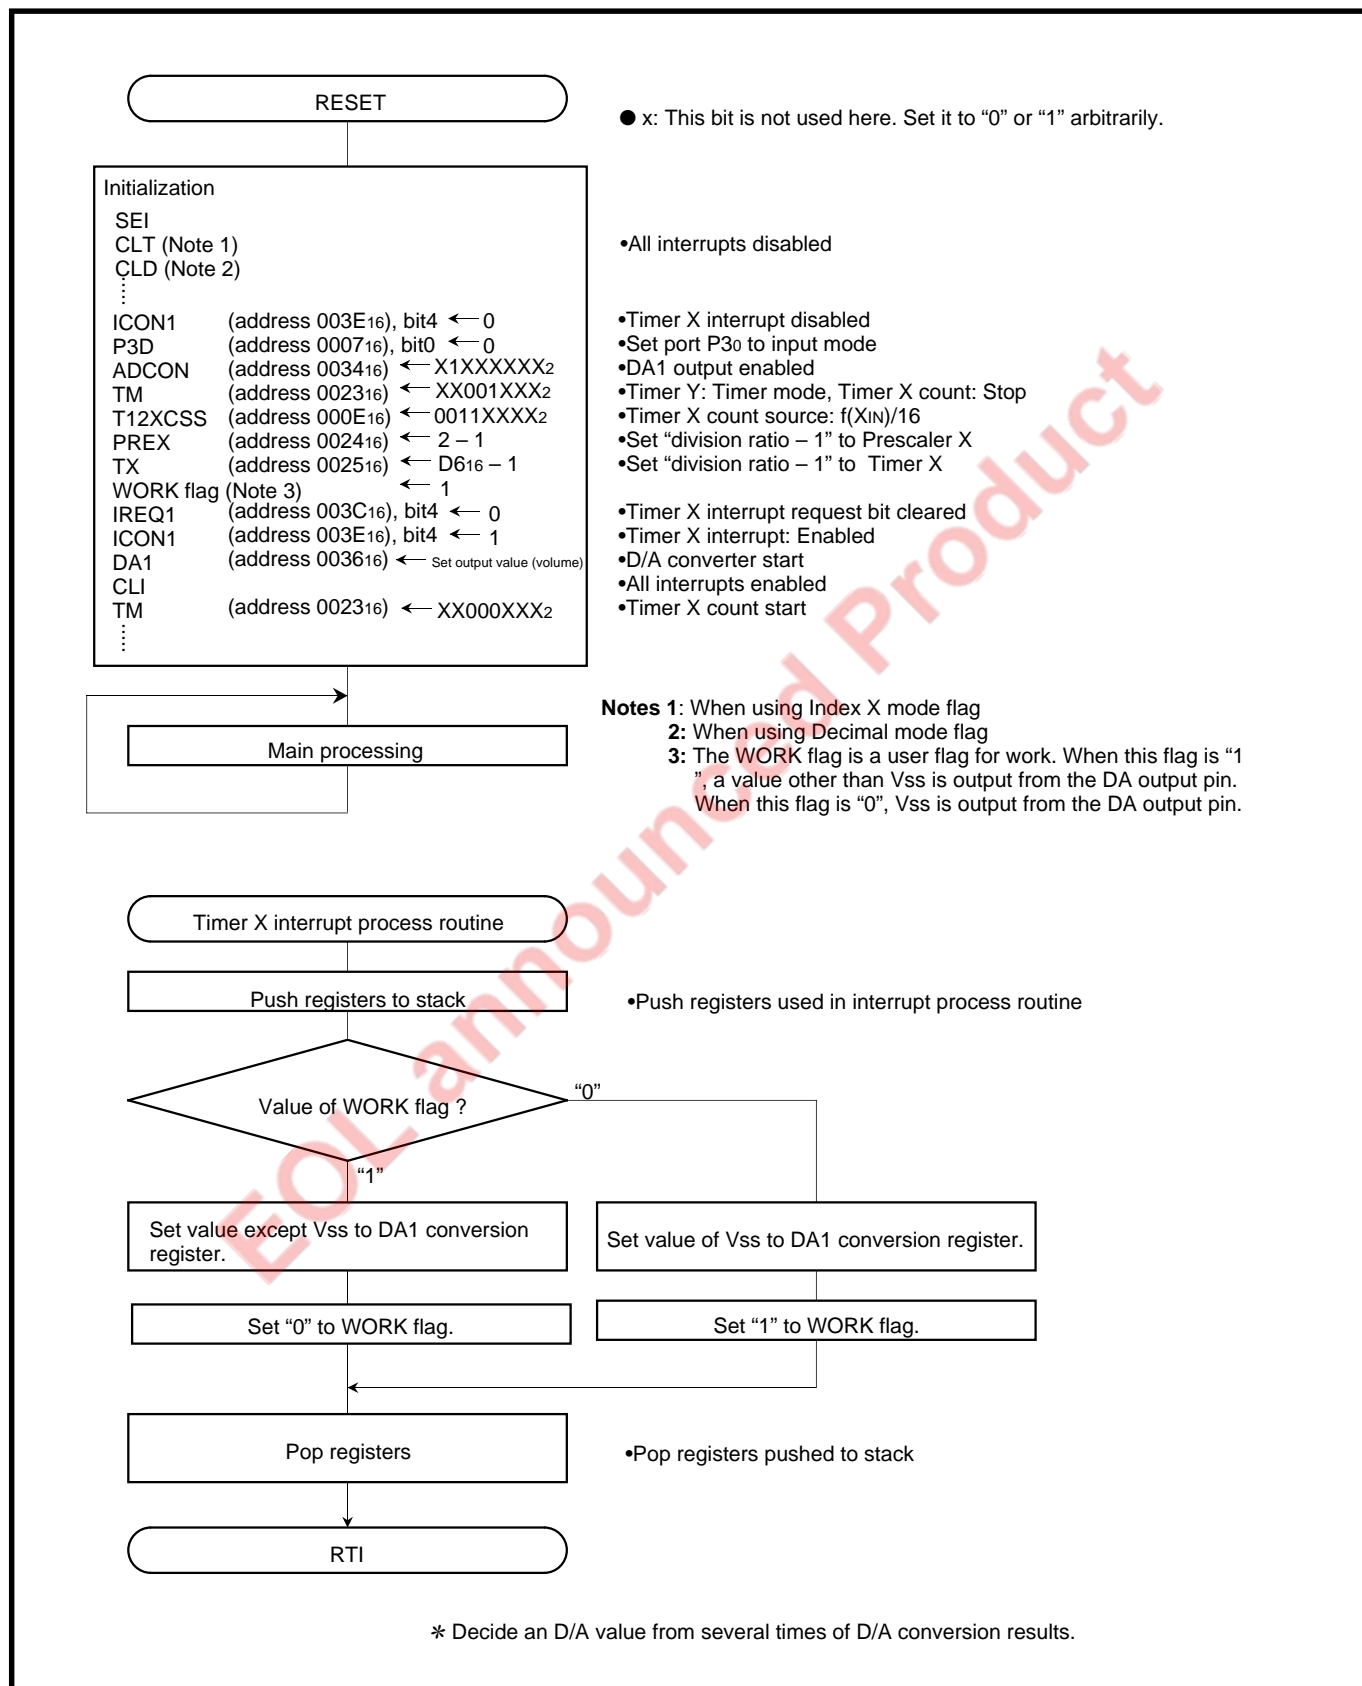 RESET
● x: This bit is not used here. Set it to “0” or “1” arbitrarily.
Initialization
SEI
CLT (Note 1)
•All interrupts disabled
CLD (Note 2)
ICON1 (address 003E16), bit4 ← 0 •Timer X interrupt disabled
P3D (address 000716), bit0 ← 0 •Set port P30 to input mode
ADCON (address 003416) ← X1XXXXXX2 •DA1 output enabled
TM (address 002316) ← XX001XXX2 •Timer Y: Timer mode, Timer X count: Stop
T12XCSS (address 000E16) ← 0011XXXX2 •Timer X count source: f(XIN)/16
PREX (address 002416) ← 2 – 1 •Set “division ratio – 1” to Prescaler X
TX (address 002516) ← D616 – 1 •Set “division ratio – 1” to Timer X
WORK flag (Note 3) ← 1
IREQ1 (address 003C16), bit4 ← 0 •Timer X interrupt request bit cleared
ICON1 (address 003E16), bit4 ← 1 •Timer X interrupt: Enabled
DA1 (address 003616) ← Set output value (volume) •D/A converter start
CLI •All interrupts enabled
TM (address 002316) ← XX000XXX2 •Timer X count start
Notes 1: When using Index X mode flag
2: When using Decimal mode flag
3: The WORK flag is a user flag for work. When this flag is “1
”, a value other than Vss is output from the DA output pin.
When this flag is “0”, Vss is output from the DA output pin.
Main processing
Timer X interrupt process routine
Push registers to stack
•Push registers used in interrupt process routine
Value of WORK flag ?
“0”
“1”
Set value except Vss to DA1 conversion
register.
Set value of Vss to DA1 conversion register.
Set “0” to WORK flag.
Set “1” to WORK flag.
Pop registers
•Pop registers pushed to stack
RTI
* Decide an D/A value from several times of D/A conversion results.
EOL announced Product